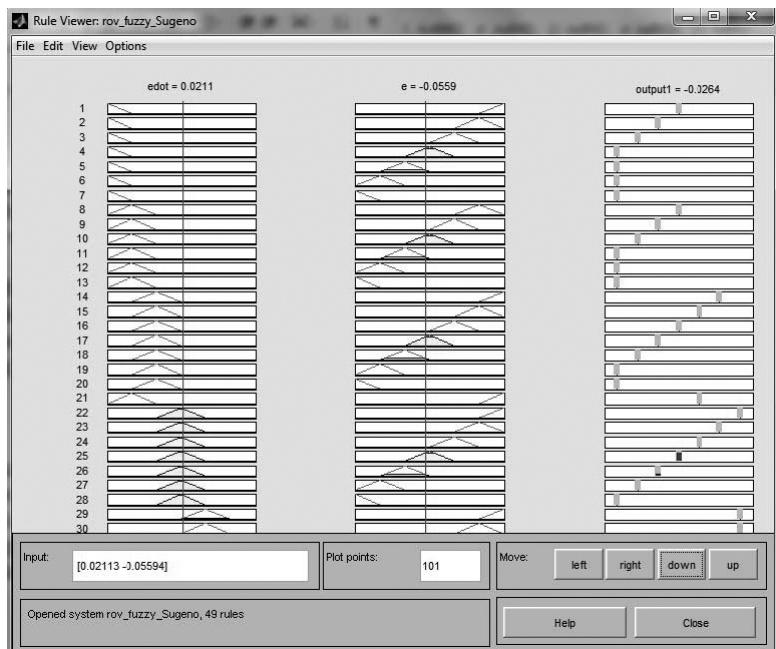 Rule Viewer: rov_fuzzy_Sugeno
File Edit View Options
edot = 0.0211
e = -0.0559
output1 = -0.0264
1
2
3
4
5
6
7
8
9
10
11
12
13
14
15
16
17
18
19
20
21
22
23
24
25
26
27
28
29
30
Input:
[0.02113 -0.05594]
Plot points:
101
Move:
left
right
down
up
Opened system rov_fuzzy_Sugeno, 49 rules
Help
Close